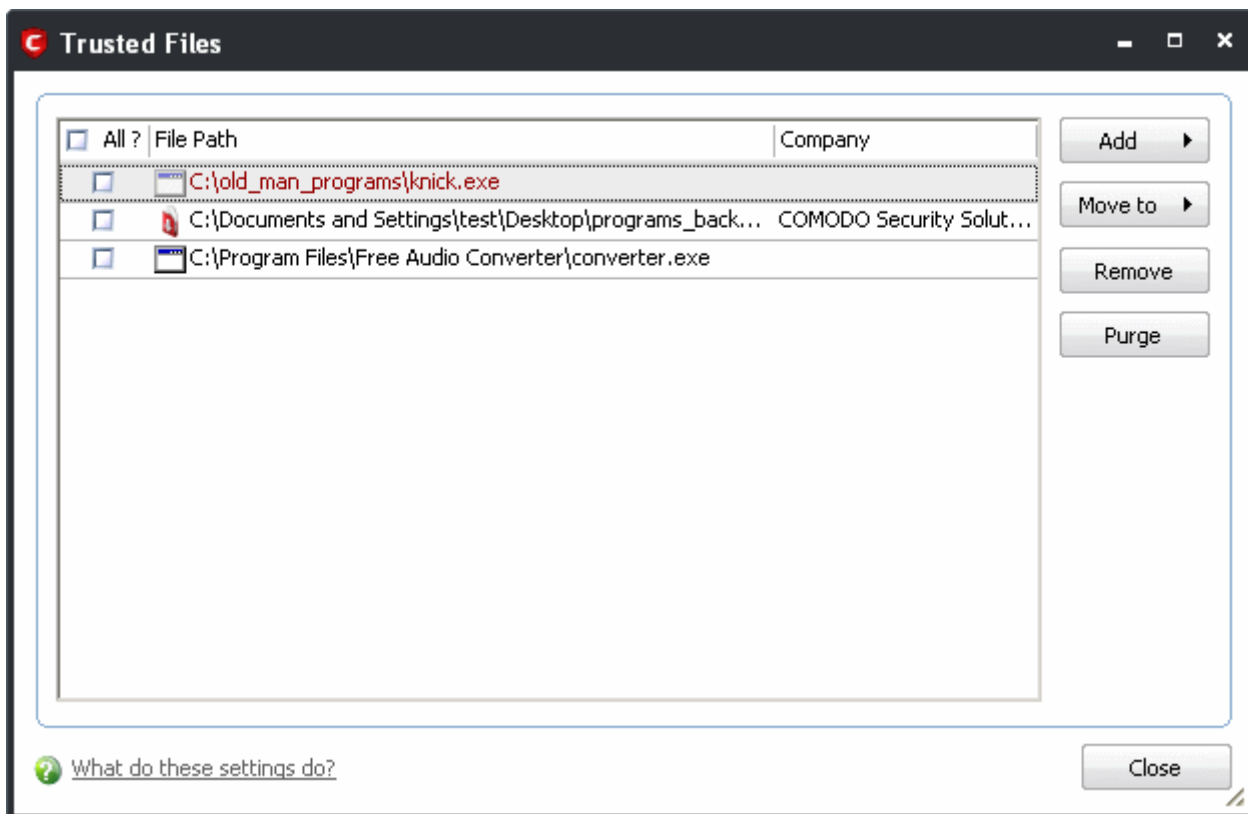 Trusted Files
All ? File Path Company
C:\old_man_programs\knick.exe
C:\Documents and Settings\test\Desktop\programs_back... COMODO Security Solut...
C:\Program Files\Free Audio Converter\converter.exe
Add
Move to
Remove
Purge
What do these settings do?
Close